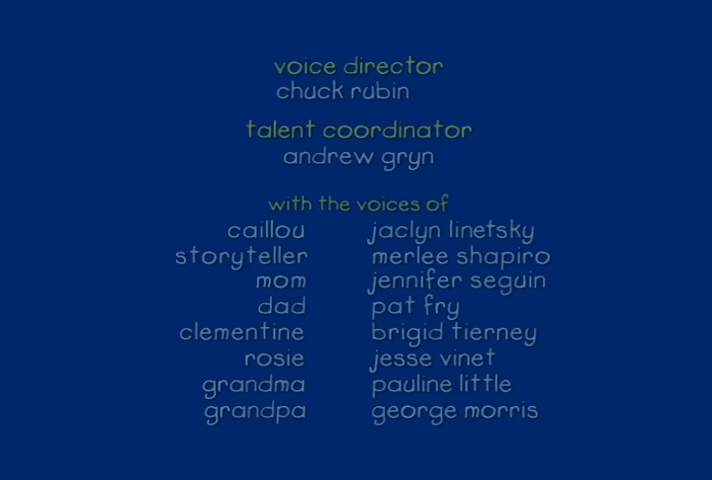 voice director
chuck rubin
talent coordinator
andrew gryn
with the voices of
caillou jaclyn linetsky
storyteller merlee shapiro
mom jennifer seguin
dad pat fry
clementine brigid tierney
rosie jesse vinet
grandma pauline little
grandpa george morris